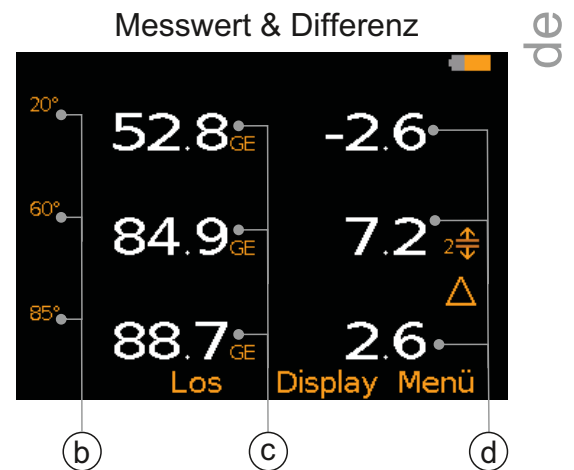 Messwert & Differenz
de
20°
52.8GE -2.6
60°
84.9GE 7.2 2
85°
88.7GE 2.6
Los Display Menü
b c d